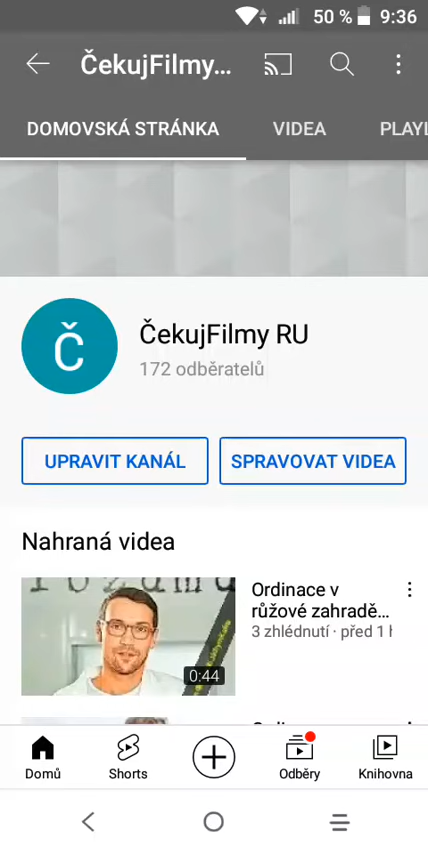 50 % 9:36
ČekujFilmy...
DOMOVSKÁ STRÁNKA VIDEA PLAYL
Č
ČekujFilmy RU
172 odběratelů
UPRAVIT KANÁL SPRAVOVAT VIDEA
Nahraná videa
Ordinace v
růžové zahradě...
3 zhlédnutí · před 1 h
0:44
Domů Shorts Odběry Knihovna